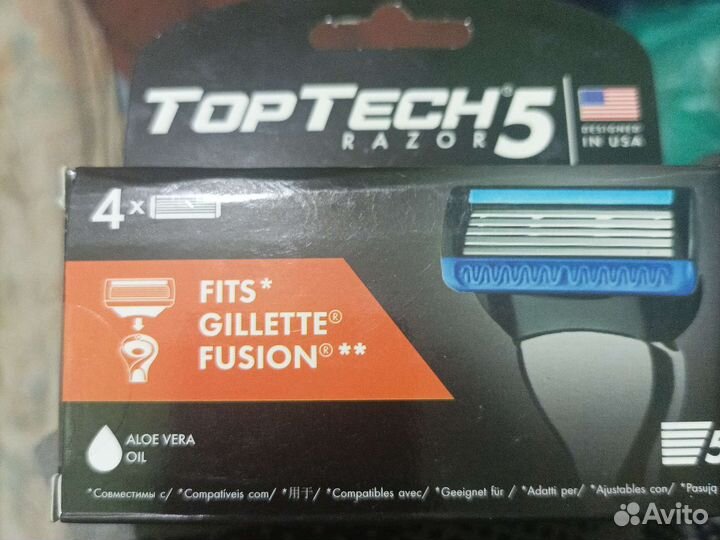 TOPTECH®5
RAZOR
DESIGNED
IN USA
4x
FITS*
GILLETTE®
FUSION®**
ALOE VERA
OIL
5
*Совместимы с/ *Compatíveis com/ *用于/ *Compatibles avec/ *Geeignet für / *Adatti per/ *Ajustables con/ *Pasują
Avito